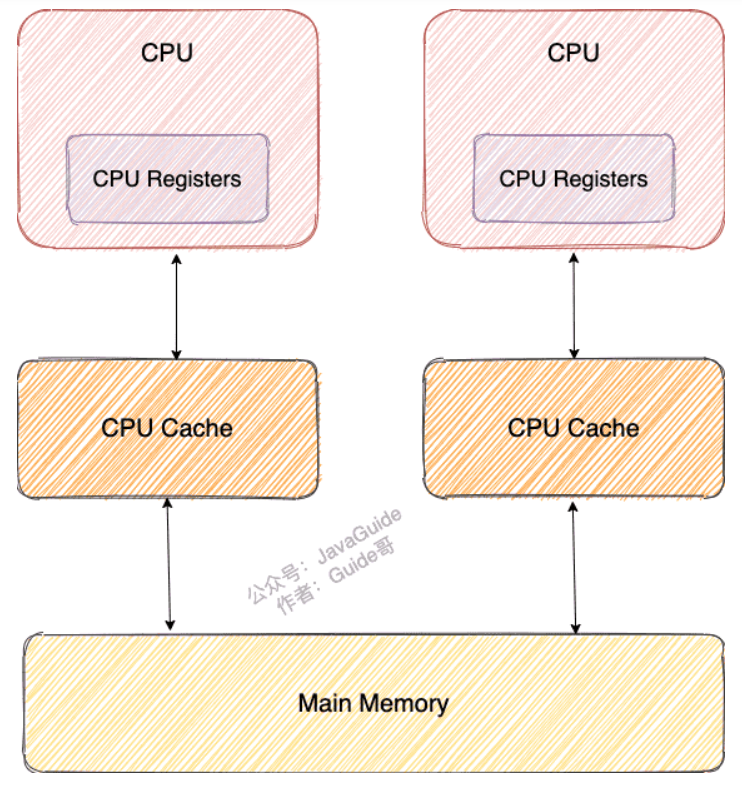 CPU
CPU
CPU Registers
CPU Registers
CPU Cache
CPU Cache
公众号：JavaGuide
作者：Guide哥
Main Memory